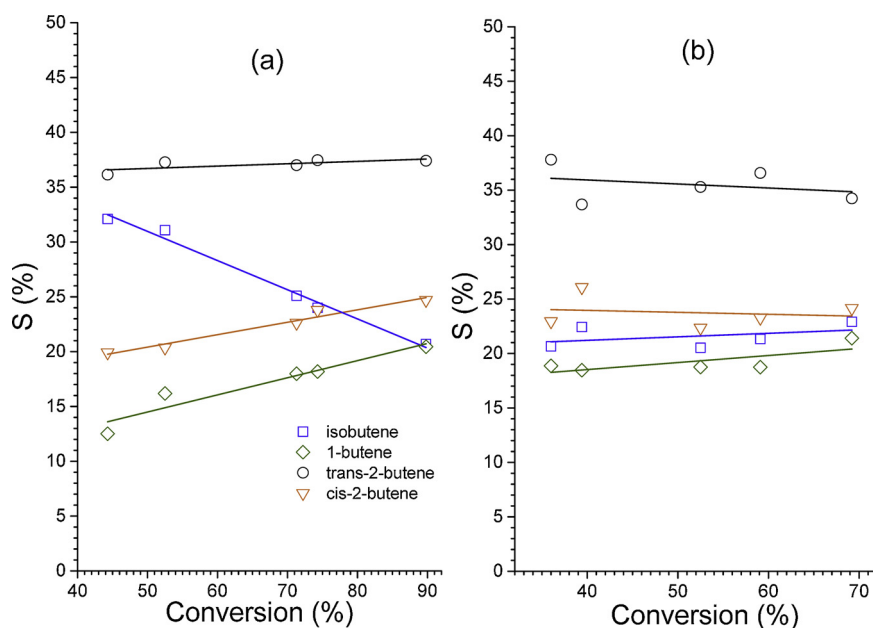 (a)
S (%)
50
45
40
35
30
25
20
15
10
5
0
40 50 60 70 80 90
Conversion (%)
isobutene
1-butene
trans-2-butene
cis-2-butene
(b)
S (%)
50
45
40
35
30
25
20
15
10
5
0
40 50 60 70
Conversion (%)